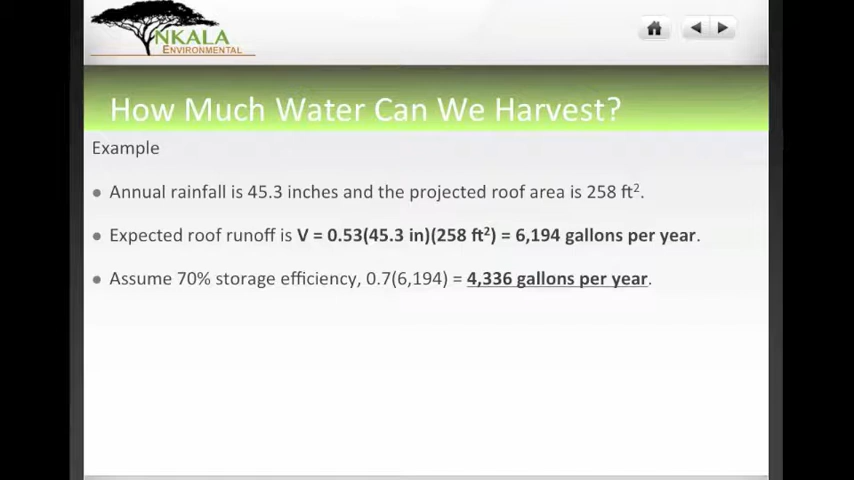 NKALA
ENVIRONMENTAL
How Much Water Can We Harvest?
Example
• Annual rainfall is 45.3 inches and the projected roof area is 258 ft².
• Expected roof runoff is V = 0.53(45.3 in)(258 ft²) = 6,194 gallons per year.
• Assume 70% storage efficiency, 0.7(6,194) = 4,336 gallons per year.